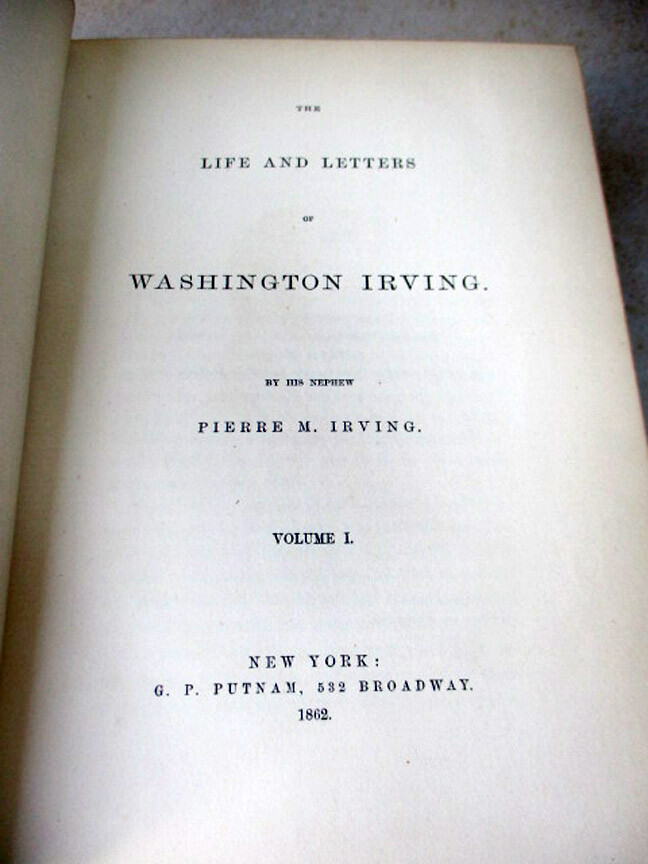 THE
LIFE AND LETTERS
OF
WASHINGTON IRVING.
BY HIS NEPHEW
PIERRE M. IRVING.
VOLUME I.
NEW YORK:
G. P. PUTNAM, 532 BROADWAY.
1862.